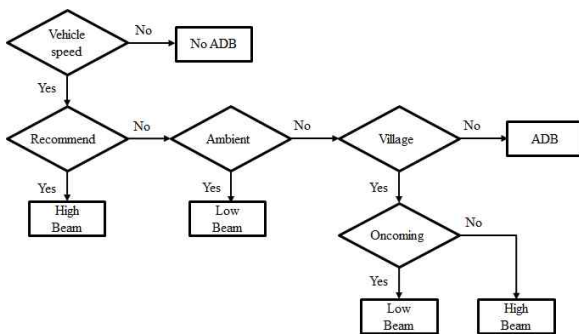 Vehicle
speed
No
No ADB
Yes
Recommend
No
Ambient
No
Village
No
ADB
Yes
Yes
Yes
High
Beam
Low
Beam
Oncoming
No
Yes
Low
Beam
High
Beam